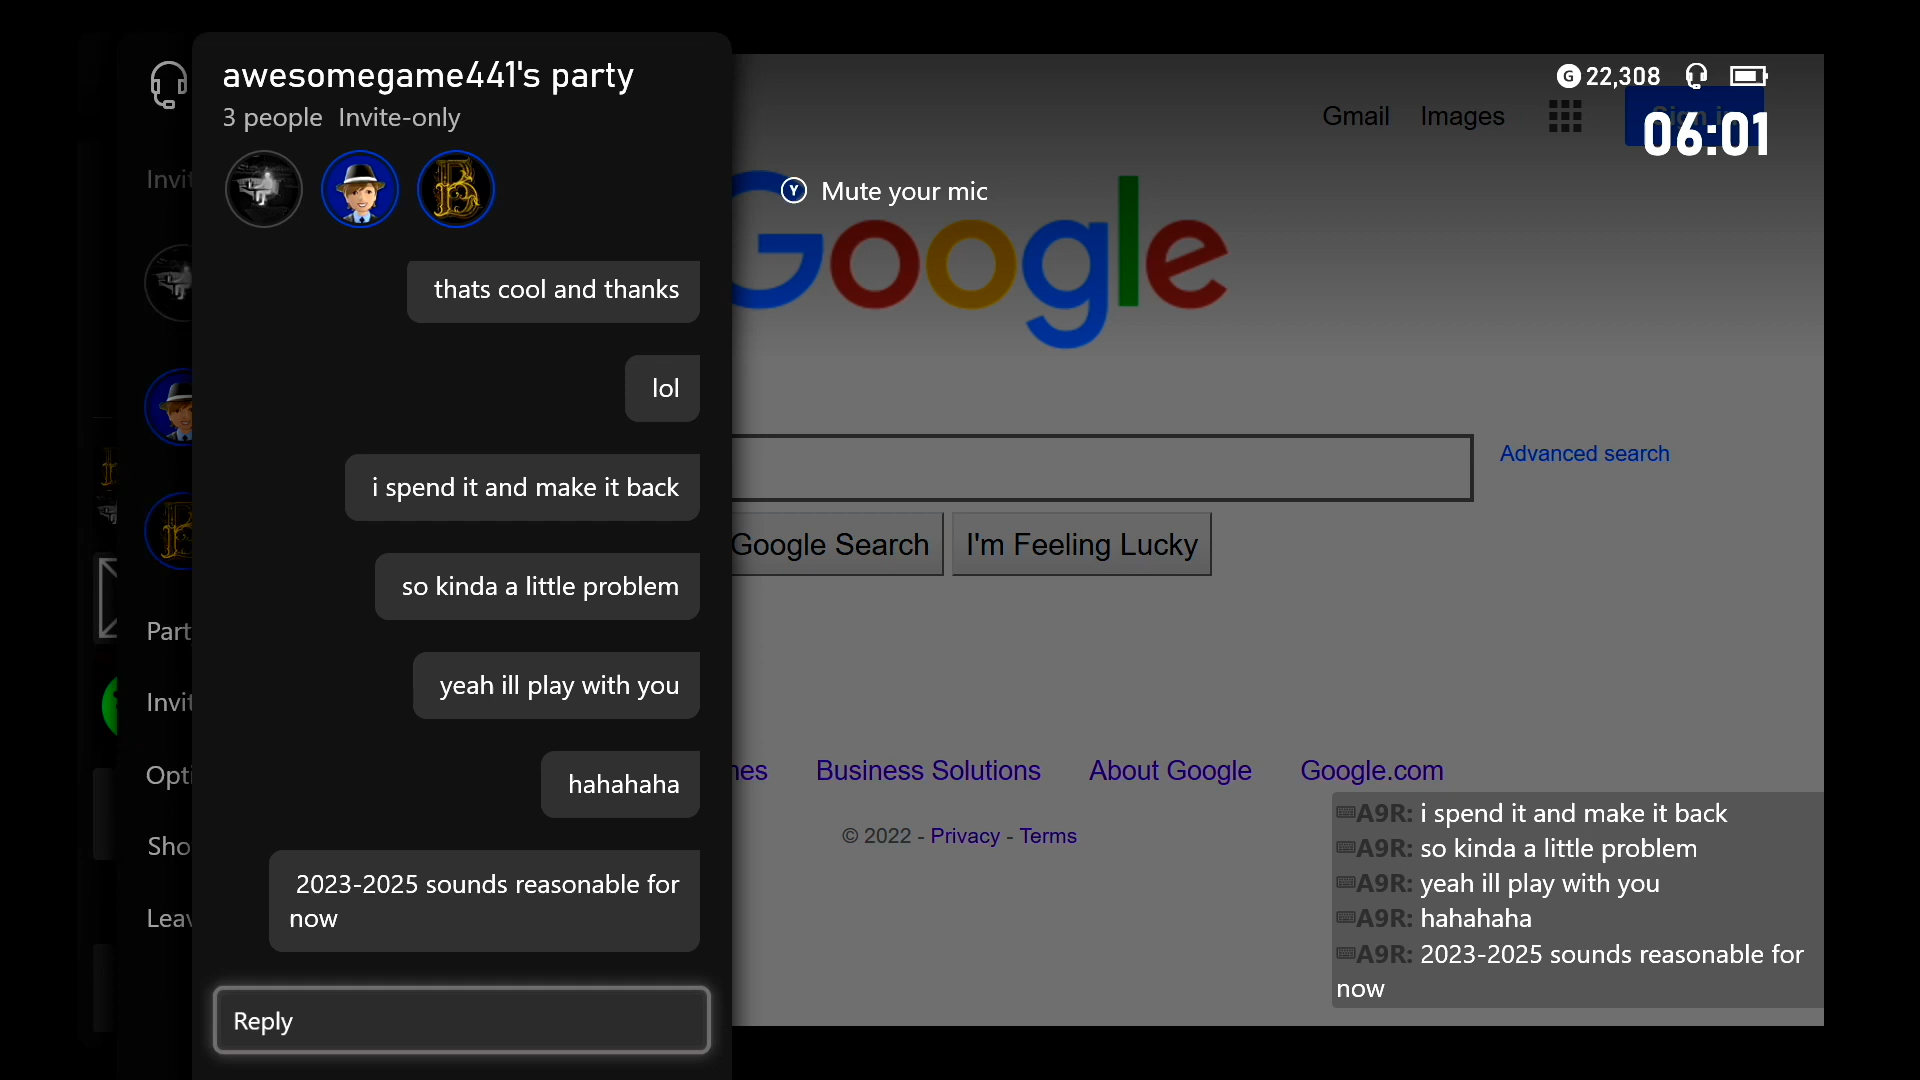 awesomegame441's party
3 people Invite-only
Invit
thats cool and thanks
lol
i spend it and make it back
so kinda a little problem
yeah ill play with you
hahahaha
2023-2025 sounds reasonable for
now
Reply
Part
Invit
Opti
Sho
Leav
G 22,308
06:01
Gmail Images Sign in
Y Mute your mic
Google
Advanced search
Google Search I'm Feeling Lucky
nes Business Solutions About Google Google.com
© 2022 - Privacy - Terms
A9R: i spend it and make it back
A9R: so kinda a little problem
A9R: yeah ill play with you
A9R: hahahaha
A9R: 2023-2025 sounds reasonable for
now